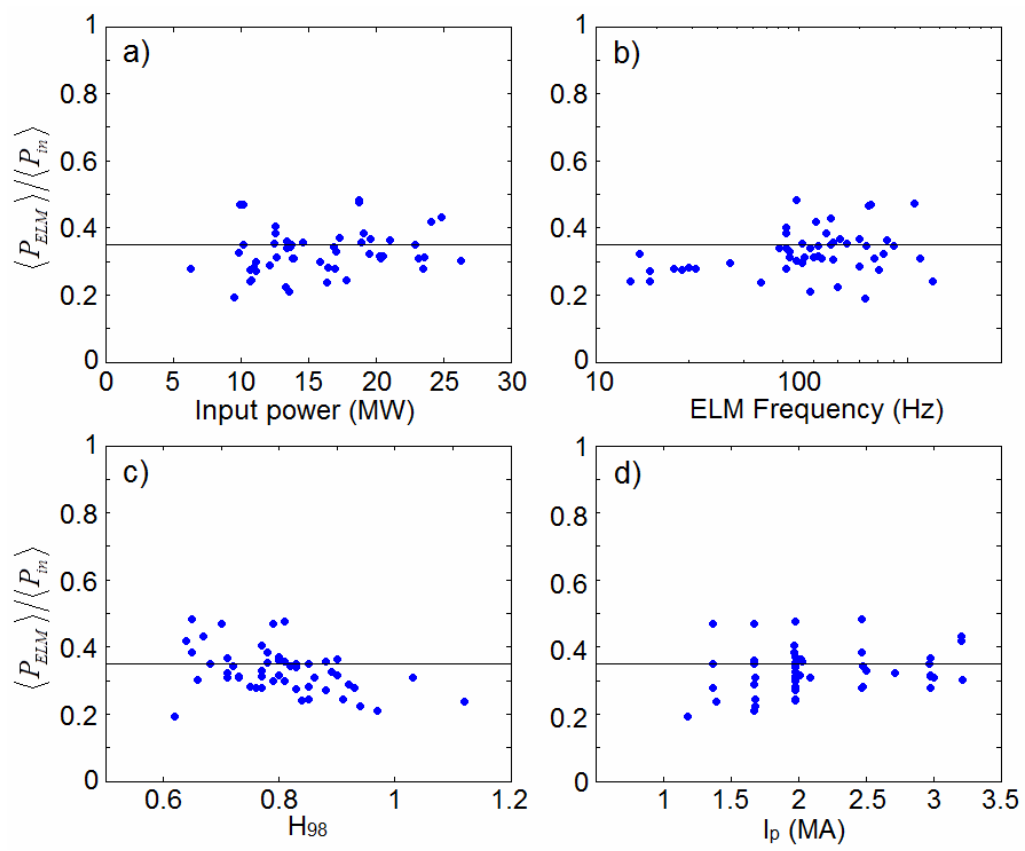 a)
1
0.8
0.6
0.4
0.2
0
⟨P_ELM⟩/⟨P_in⟩
0 5 10 15 20 25 30
Input power (MW)
b)
1
0.8
0.6
0.4
0.2
0
10 100
ELM Frequency (Hz)
c)
1
0.8
0.6
0.4
0.2
0
⟨P_ELM⟩/⟨P_in⟩
0.6 0.8 1 1.2
H98
d)
1
0.8
0.6
0.4
0.2
0
1 1.5 2 2.5 3 3.5
Ip (MA)